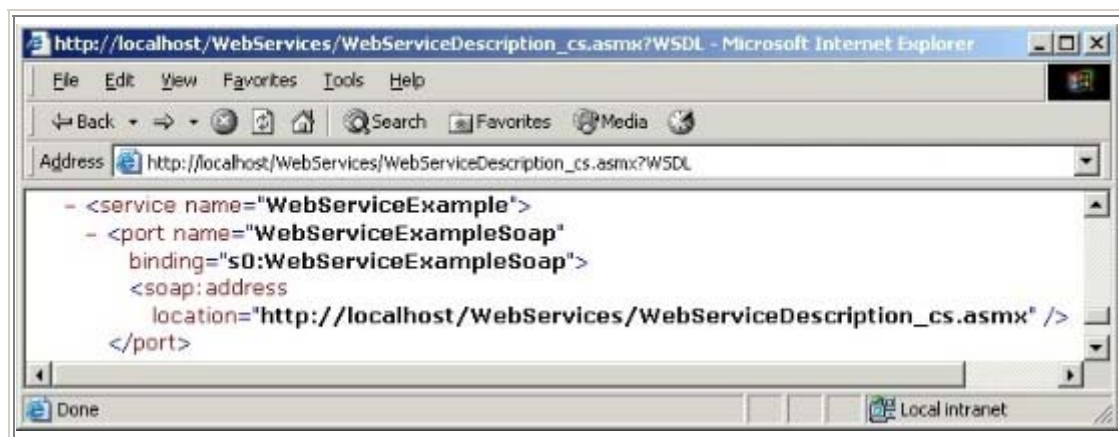 http://localhost/WebServices/WebServiceDescription_cs.asmx?WSDL - Microsoft Internet Explorer
File Edit View Favorites Tools Help
Back Search Favorites Media
Address http://localhost/WebServices/WebServiceDescription_cs.asmx?WSDL
- <service name="WebServiceExample">
- <port name="WebServiceExampleSoap"
binding="s0:WebServiceExampleSoap">
<soap:address
location="http://localhost/WebServices/WebServiceDescription_cs.asmx" />
</port>
Done Local intranet